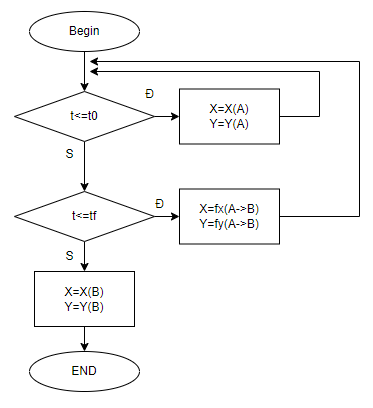 Begin
t<=t0
Đ
X=X(A)
Y=Y(A)
S
t<=tf
Đ
X=fx(A->B)
Y=fy(A->B)
S
X=X(B)
Y=Y(B)
END